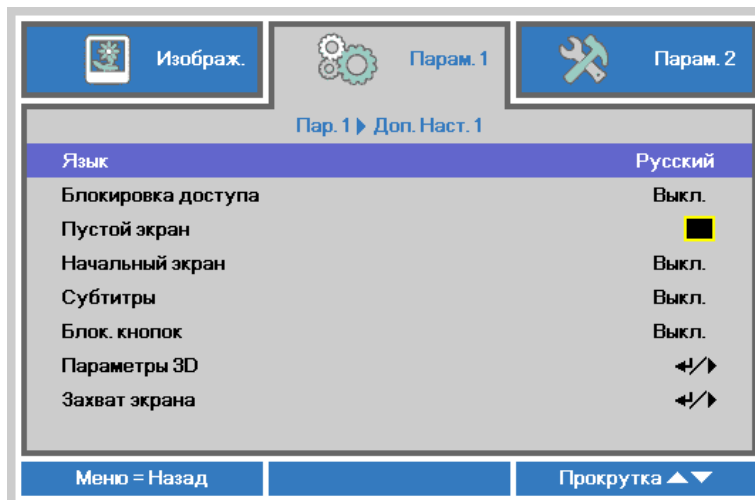 Изображ.
Парам. 1
Парам. 2
Пар. 1 Доп. Наст. 1
Язык Русский
Блокировка доступа Выкл.
Пустой экран
Начальный экран Выкл.
Субтитры Выкл.
Блок. кнопок Выкл.
Параметры 3D
Захват экрана
Меню = Назад
Прокрутка